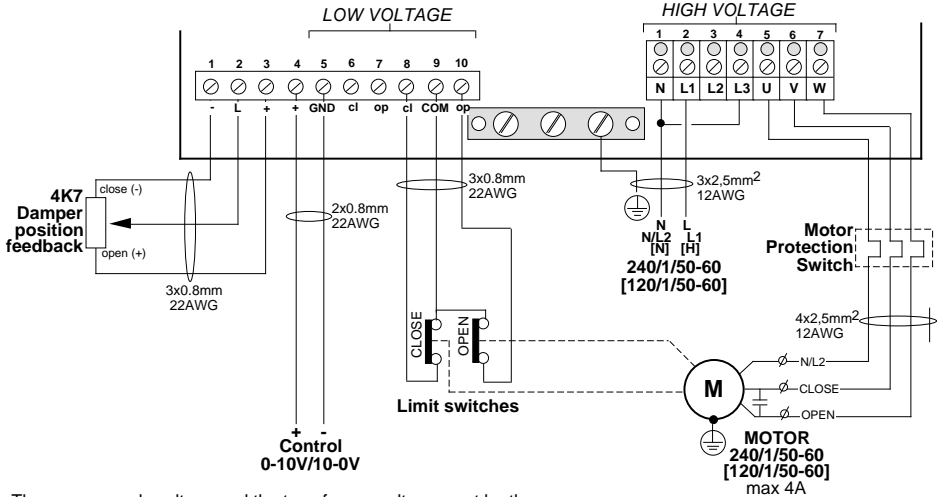 LOW VOLTAGE
HIGH VOLTAGE
1 2 3 4 5 6 7 8 9 10
- L + + GND cl op cl COM op
1 2 3 4 5 6 7
N L1 L2 L3 U V W
4K7
Damper
position
feedback
close (-)
open (+)
3x0.8mm
22AWG
2x0.8mm
22AWG
3x0.8mm
22AWG
3x2,5mm2
12AWG
N L
N/L2 L1
[N] [H]
240/1/50-60
[120/1/50-60]
Motor
Protection
Switch
4x2,5mm2
12AWG
CLOSE
OPEN
Limit switches
+ -
Control
0-10V/10-0V
M
N/L2
CLOSE
OPEN
MOTOR
240/1/50-60
[120/1/50-60]
max 4A